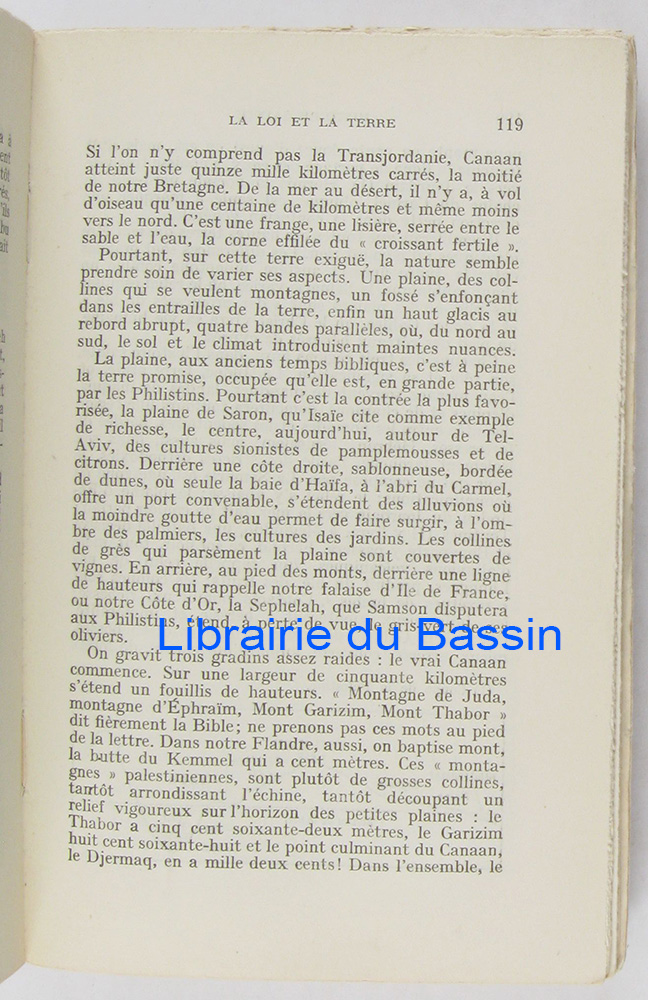 LA LOI ET LA TERRE 119
Si l'on n'y comprend pas la Transjordanie, Canaan
atteint juste quinze mille kilomètres carrés, la moitié
de notre Bretagne. De la mer au désert, il n'y a, à vol
d'oiseau qu'une centaine de kilomètres et même moins
vers le nord. C'est une frange, une lisière, serrée entre le
sable et l'eau, la corne effilée du « croissant fertile ».
Pourtant, sur cette terre exiguë, la nature semble
prendre soin de varier ses aspects. Une plaine, des col-
lines qui se veulent montagnes, un fossé s'enfonçant
dans les entrailles de la terre, enfin un haut glacis au
rebord abrupt, quatre bandes parallèles, où, du nord au
sud, le sol et le climat introduisent maintes nuances.
La plaine, aux anciens temps bibliques, c'est à peine
la terre promise, occupée qu'elle est, en grande partie,
par les Philistins. Pourtant c'est la contrée la plus favo-
risée, la plaine de Saron, qu'Isaïe cite comme exemple
de richesse, le centre, aujourd'hui, autour de Tel-
Aviv, des cultures sionistes de pamplemousses et de
citrons. Derrière une côte droite, sablonneuse, bordée
de dunes, où seule la baie d'Haïfa, à l'abri du Carmel,
offre un port convenable, s'étendent des alluvions où
la moindre goutte d'eau permet de faire surgir, à l'om-
bre des palmiers, les cultures des jardins. Les collines
de grès qui parsèment la plaine sont couvertes de
vignes. En arrière, au pied des monts, derrière une ligne
de hauteurs qui rappelle notre falaise d'Ile de France,
ou notre Côte d'Or, la Sephelah, que Samson disputera
aux Philistins, étend, à perte de vue, le gris-vert de ses
oliviers.
Librairie du Bassin
On gravit trois gradins assez raides : le vrai Canaan
commence. Sur une largeur de cinquante kilomètres
s'étend un fouillis de hauteurs. « Montagne de Juda,
montagne d'Éphraïm, Mont Garizim, Mont Thabor »
dit fièrement la Bible; ne prenons pas ces mots au pied
de la lettre. Dans notre Flandre, aussi, on baptise mont,
la butte du Kemmel qui a cent mètres. Ces « monta-
gnes » palestiniennes, sont plutôt de grosses collines,
tantôt arrondissant l'échine, tantôt découpant un
relief vigoureux sur l'horizon des petites plaines : le
Thabor a cinq cent soixante-deux mètres, le Garizim
huit cent soixante-huit et le point culminant du Canaan,
le Djermaq, en a mille deux cents! Dans l'ensemble, le